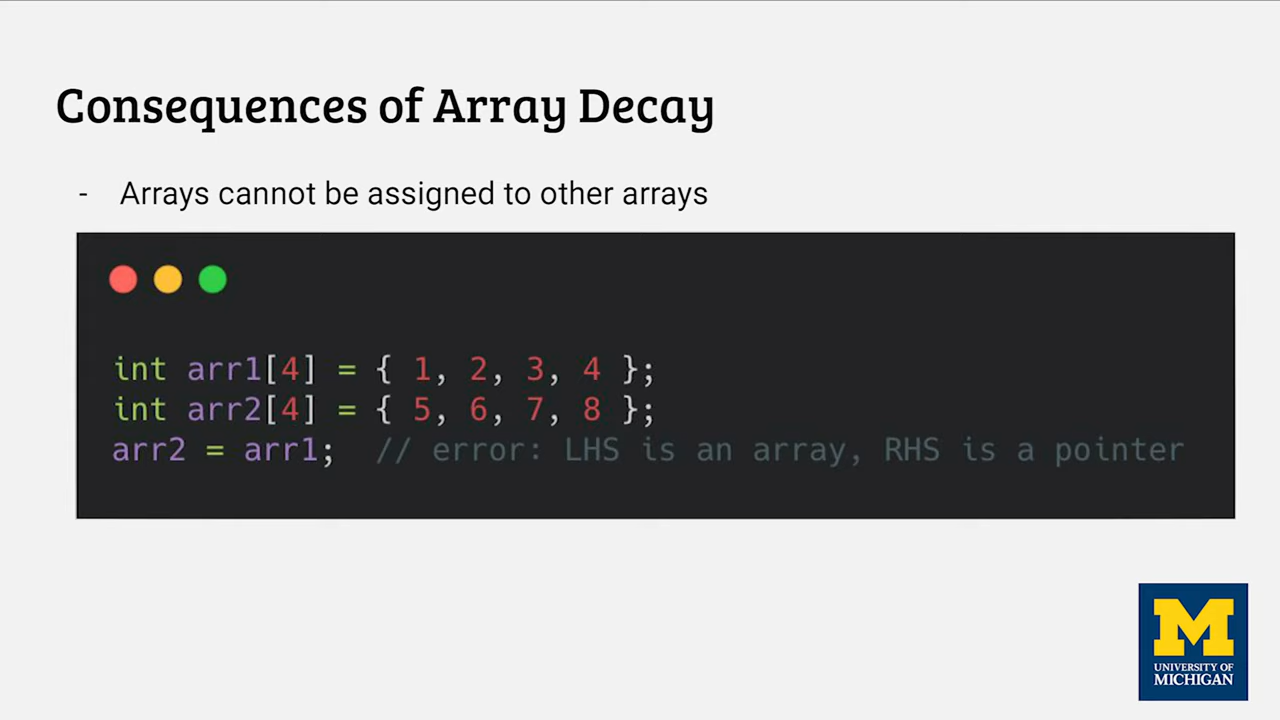 Consequences of Array Decay
- Arrays cannot be assigned to other arrays
int arr1[4] = { 1, 2, 3, 4 };
int arr2[4] = { 5, 6, 7, 8 };
arr2 = arr1;  // error: LHS is an array, RHS is a pointer
M
UNIVERSITY OF
MICHIGAN